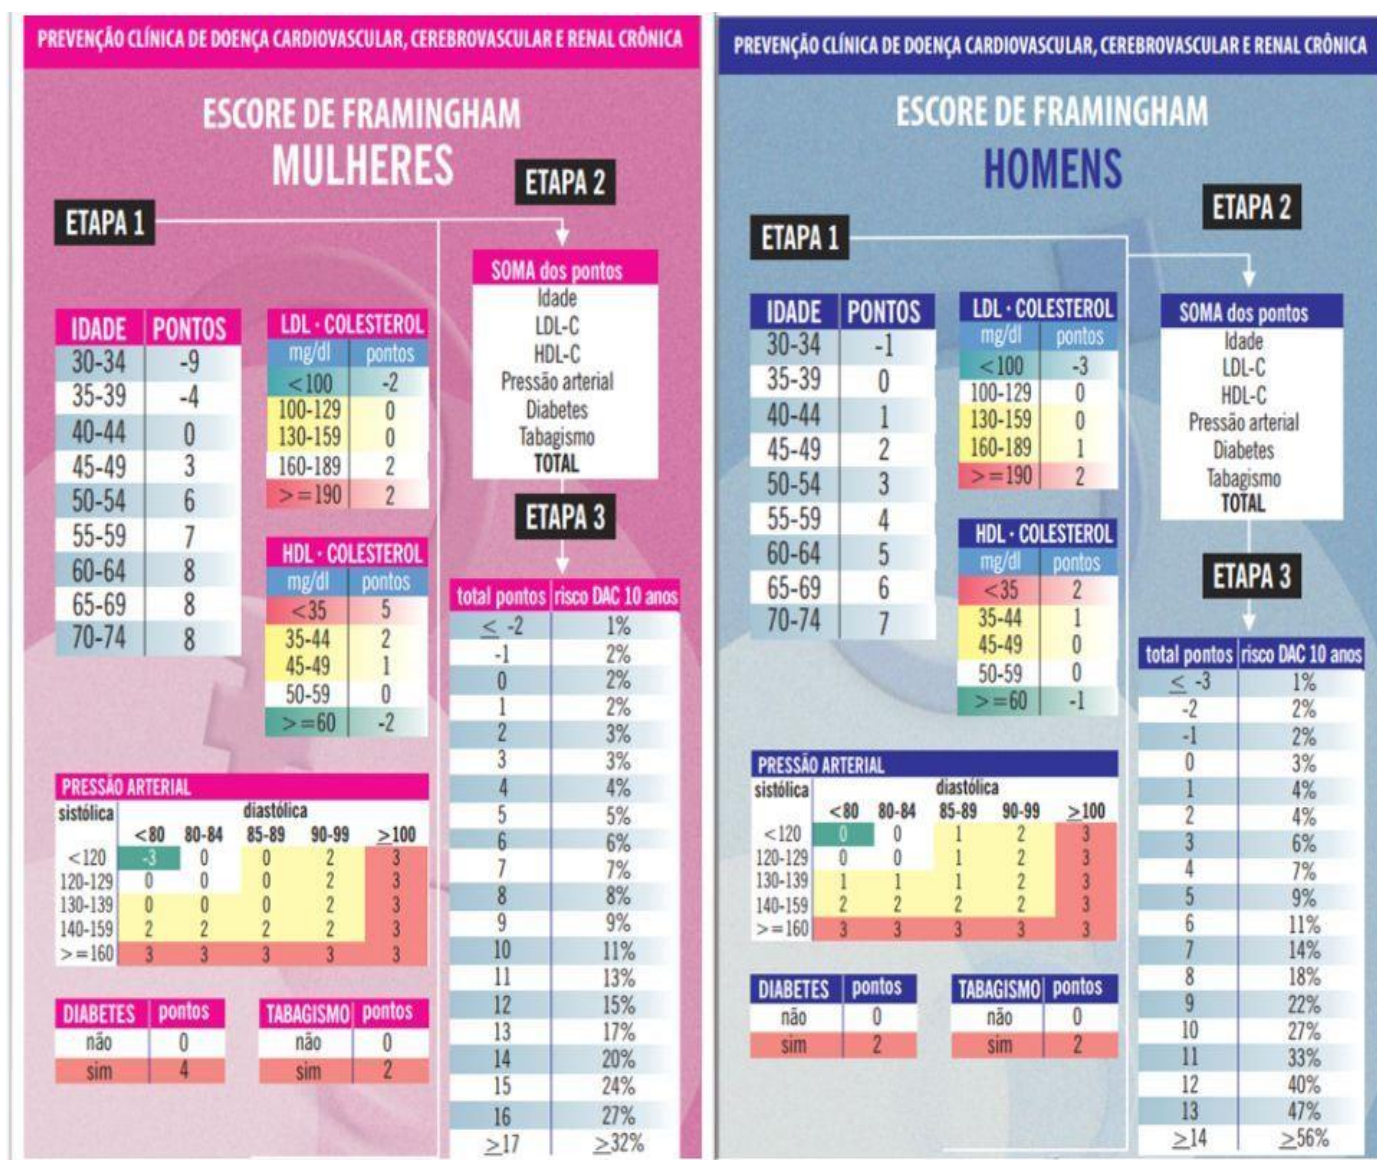 PREVENÇÃO CLÍNICA DE DOENÇA CARDIOVASCULAR, CEREBROVASCULAR E RENAL CRÔNICA
ESCORE DE FRAMINGHAM
MULHERES
ETAPA 1
IDADE PONTOS
30-34 -9
35-39 -4
40-44 0
45-49 3
50-54 6
55-59 7
60-64 8
65-69 8
70-74 8
LDL · COLESTEROL
mg/dl pontos
<100 -2
100-129 0
130-159 0
160-189 2
>=190 2
HDL · COLESTEROL
mg/dl pontos
<35 5
35-44 2
45-49 1
50-59 0
>=60 -2
PRESSÃO ARTERIAL
sistólica diastólica
<80 80-84 85-89 90-99 ≥100
<120 -3 0 0 2 3
120-129 0 0 0 2 3
130-139 0 0 0 2 3
140-159 2 2 2 2 3
>=160 3 3 3 3 3
DIABETES pontos
não 0
sim 4
TABAGISMO pontos
não 0
sim 2
ETAPA 2
SOMA dos pontos
Idade
LDL-C
HDL-C
Pressão arterial
Diabetes
Tabagismo
TOTAL
ETAPA 3
total pontos risco DAC 10 anos
≤ -2 1%
-1 2%
0 2%
1 2%
2 3%
3 3%
4 4%
5 5%
6 6%
7 7%
8 8%
9 9%
10 11%
11 13%
12 15%
13 17%
14 20%
15 24%
16 27%
≥17 ≥32%
PREVENÇÃO CLÍNICA DE DOENÇA CARDIOVASCULAR, CEREBROVASCULAR E RENAL CRÔNICA
ESCORE DE FRAMINGHAM
HOMENS
ETAPA 1
IDADE PONTOS
30-34 -1
35-39 0
40-44 1
45-49 2
50-54 3
55-59 4
60-64 5
65-69 6
70-74 7
LDL · COLESTEROL
mg/dl pontos
<100 -3
100-129 0
130-159 0
160-189 1
>=190 2
HDL · COLESTEROL
mg/dl pontos
<35 2
35-44 1
45-49 0
50-59 0
>=60 -1
PRESSÃO ARTERIAL
sistólica diastólica
<80 80-84 85-89 90-99 ≥100
<120 0 0 1 2 3
120-129 0 0 1 2 3
130-139 1 1 1 2 3
140-159 2 2 2 2 3
>=160 3 3 3 3 3
DIABETES pontos
não 0
sim 2
TABAGISMO pontos
não 0
sim 2
ETAPA 2
SOMA dos pontos
Idade
LDL-C
HDL-C
Pressão arterial
Diabetes
Tabagismo
TOTAL
ETAPA 3
total pontos risco DAC 10 anos
≤ -3 1%
-2 2%
-1 2%
0 3%
1 4%
2 4%
3 6%
4 7%
5 9%
6 11%
7 14%
8 18%
9 22%
10 27%
11 33%
12 40%
13 47%
≥14 ≥56%